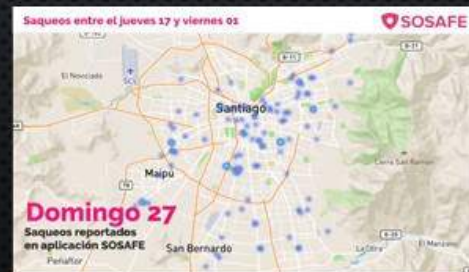 Saqueos entre el jueves 17 y viernes 01
SOSAFE
El Noviciado
SCL
Santiago
Maipú
Cerro San Ramón
Domingo 27
Saqueos reportados
en aplicación SOSAFE
San Bernardo
La Obra
El Manzano
Peñaflor